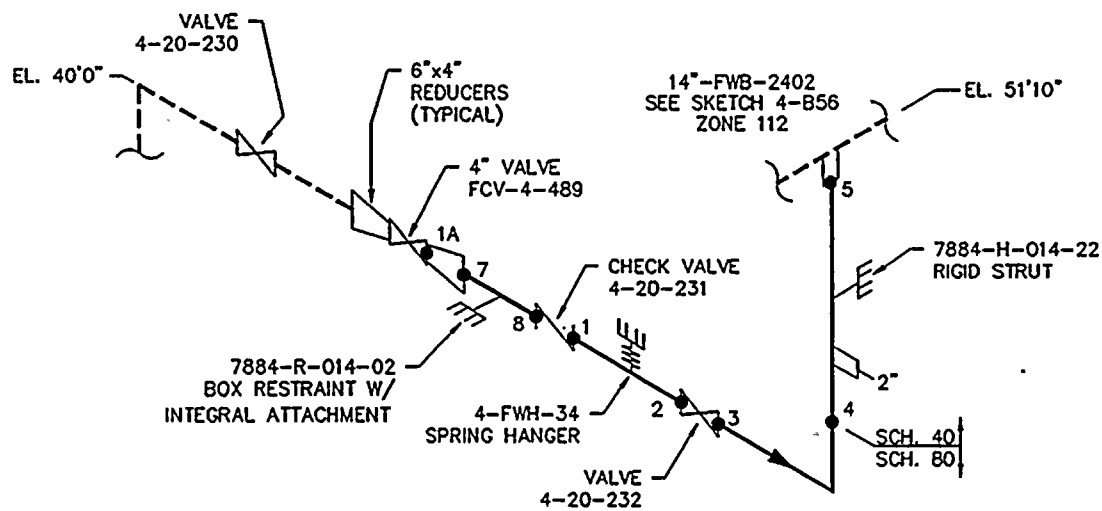 VALVE
4-20-230
EL. 40'0"
6"x4"
REDUCERS
(TYPICAL)
14"-FWB-2402
SEE SKETCH 4-B56
ZONE 112
EL. 51'10"
4" VALVE
FCV-4-489
1A
7
5
CHECK VALVE
4-20-231
7884-H-014-22
RIGID STRUT
8
1
7884-R-014-02
BOX RESTRAINT W/
INTEGRAL ATTACHMENT
4-FWH-34
SPRING HANGER
2
3
2"
4
SCH. 40
SCH. 80
VALVE
4-20-232